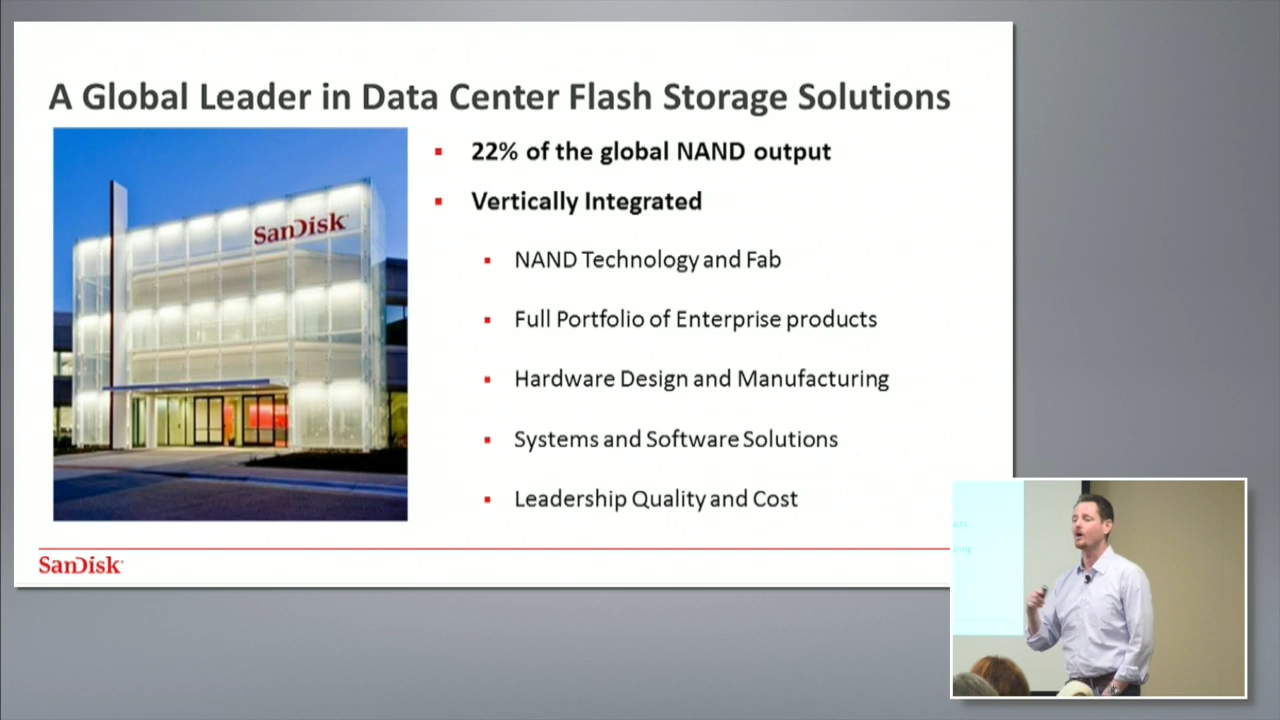 A Global Leader in Data Center Flash Storage Solutions
SanDisk
22% of the global NAND output
Vertically Integrated
NAND Technology and Fab
Full Portfolio of Enterprise products
Hardware Design and Manufacturing
Systems and Software Solutions
Leadership Quality and Cost
SanDisk